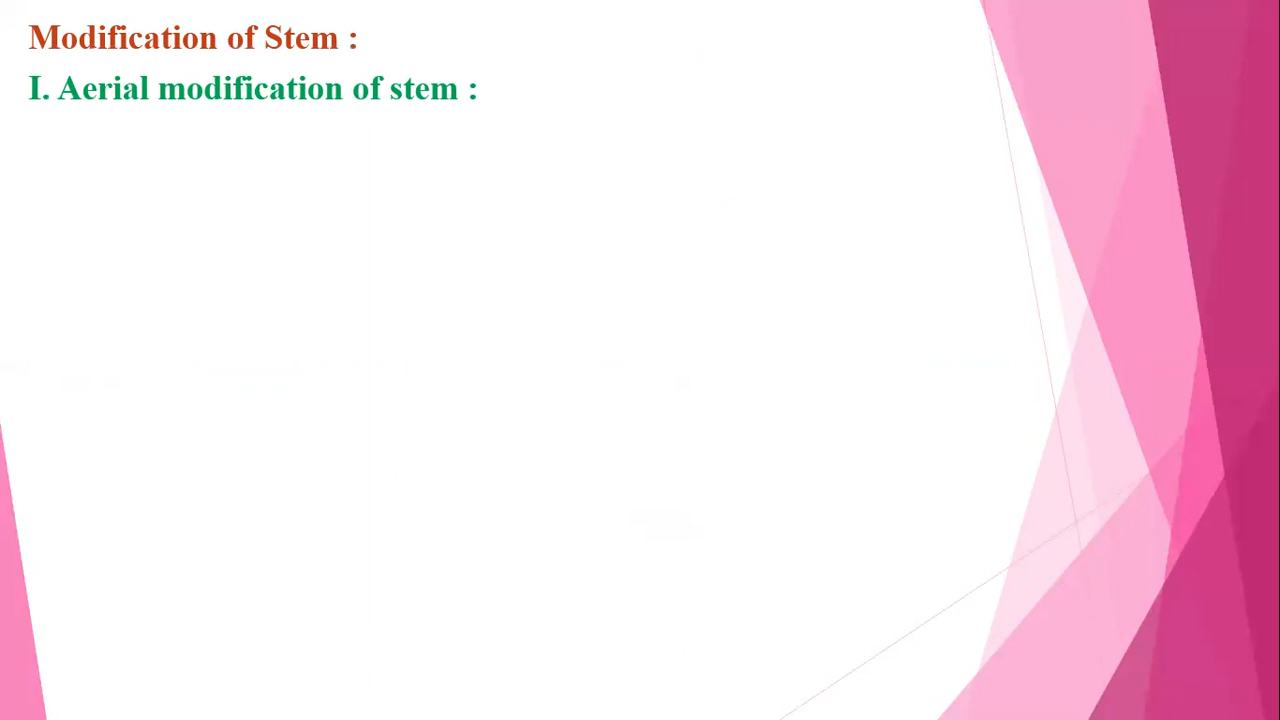 Modification of Stem :
I. Aerial modification of stem :